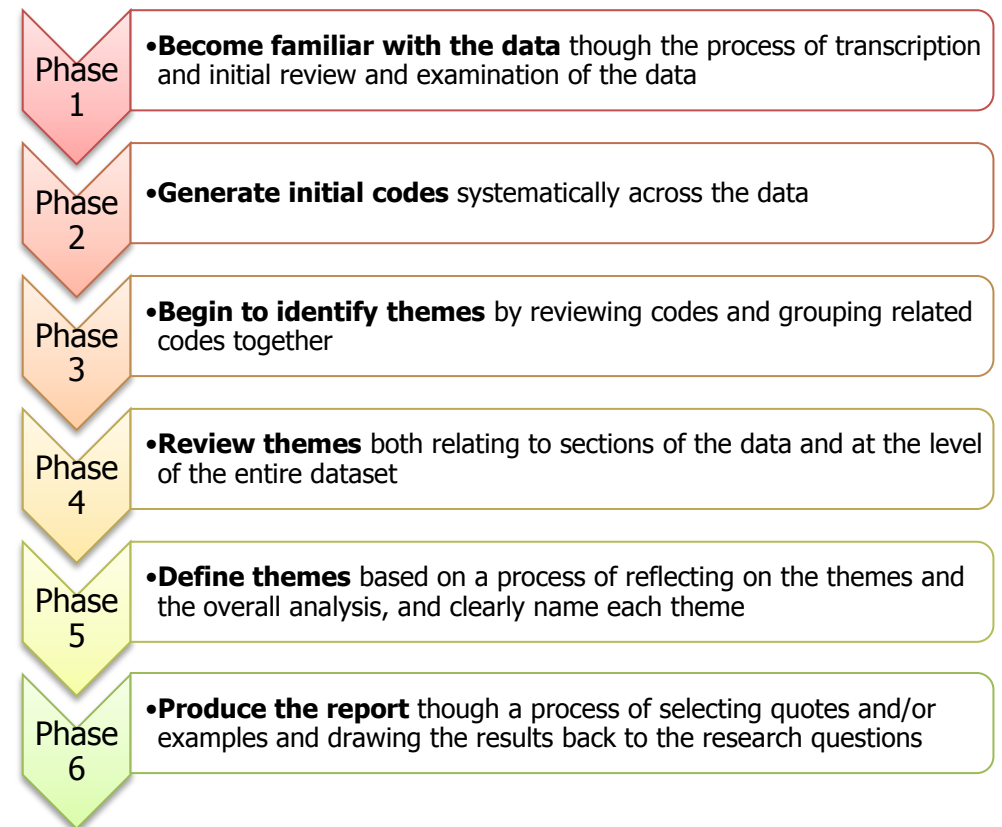 Phase
1
•Become familiar with the data though the process of transcription
and initial review and examination of the data
Phase
2
•Generate initial codes systematically across the data
Phase
3
•Begin to identify themes by reviewing codes and grouping related
codes together
Phase
4
•Review themes both relating to sections of the data and at the level
of the entire dataset
Phase
5
•Define themes based on a process of reflecting on the themes and
the overall analysis, and clearly name each theme
Phase
6
•Produce the report though a process of selecting quotes and/or
examples and drawing the results back to the research questions